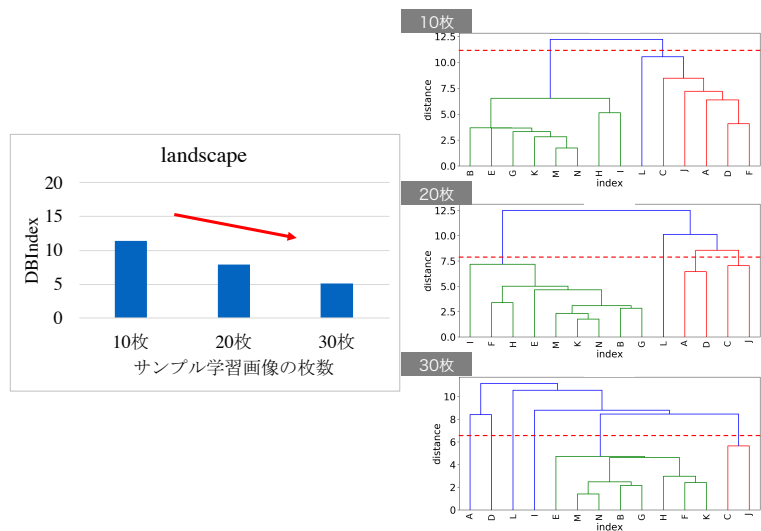 landscape
DBIndex
20
15
10
5
0
10枚 20枚 30枚
サンプル学習画像の枚数
10枚
distance
12.5
10.0
7.5
5.0
2.5
0.0
B E G K M N H I L C J A D F
index
20枚
distance
12.5
10.0
7.5
5.0
2.5
0.0
I F H E M K N B G L A D C J
index
30枚
distance
10
8
6
4
2
0
A D L I E M N B G H F K C J
index